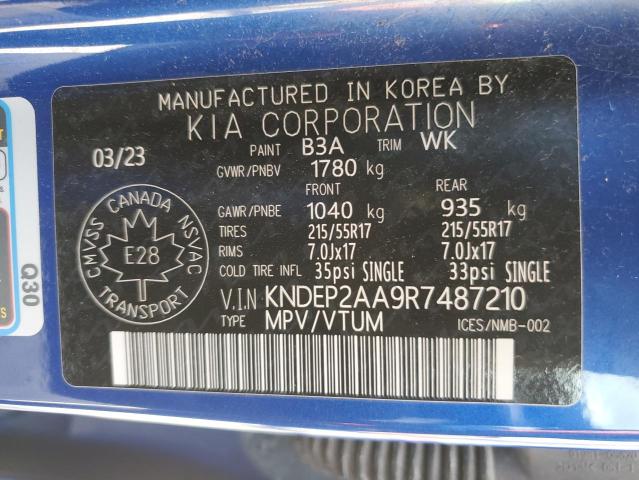 MANUFACTURED IN KOREA BY
KIA CORPORATION
03/23 PAINT B3A TRIM WK
GVWR/PNBV 1780 kg
FRONT REAR
GAWR/PNBE 1040 kg 935 kg
TIRES 215/55R17 215/55R17
RIMS 7.0Jx17 7.0Jx17
COLD TIRE INFL 35psi SINGLE 33psi SINGLE
V.I.N KNDEP2AA9R7487210
TYPE MPV/VTUM ICES/NMB-002
CANADA
CMVSS NSVAC
E28
TRANSPORT
Q30